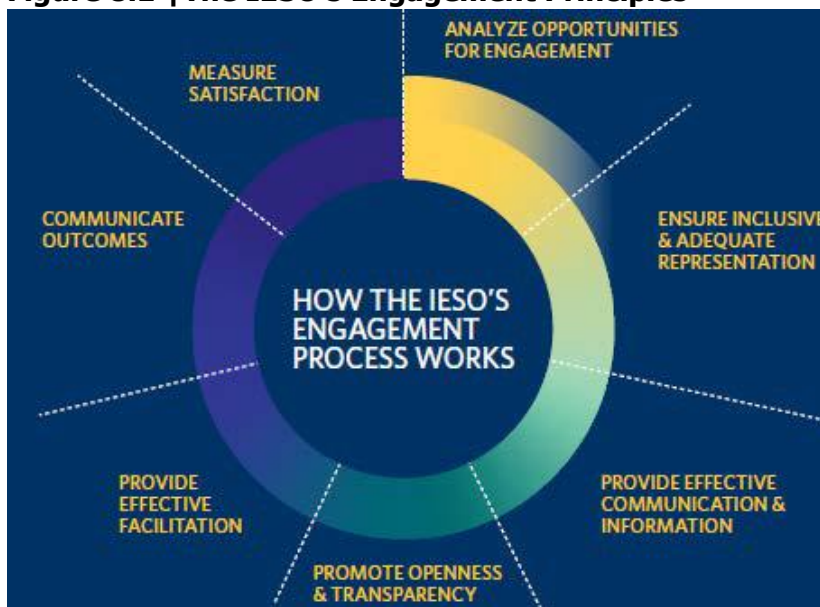 ANALYZE OPPORTUNITIES
FOR ENGAGEMENT
ENSURE INCLUSIVE
& ADEQUATE
REPRESENTATION
PROVIDE EFFECTIVE
COMMUNICATION &
INFORMATION
PROMOTE OPENNESS
& TRANSPARENCY
PROVIDE
EFFECTIVE
FACILITATION
COMMUNICATE
OUTCOMES
MEASURE
SATISFACTION
HOW THE IESO'S
ENGAGEMENT
PROCESS WORKS